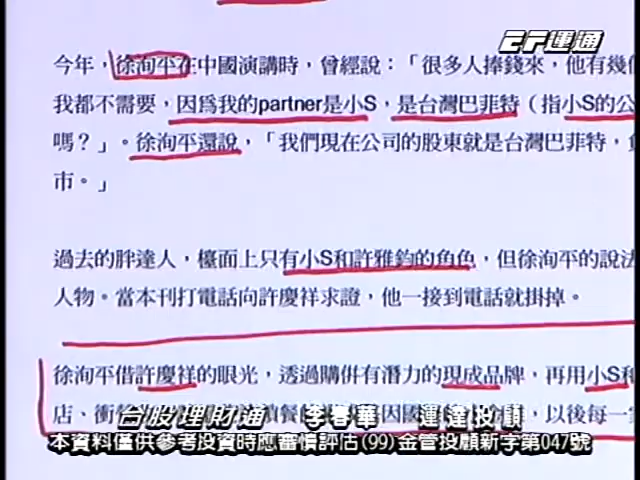 EF運通
今年，徐洵平在中國演講時，曾經說：「很多人捧錢來，他有幾
我都不需要，因為我的partner是小S，是台灣巴菲特（指小S的公
嗎？」。徐洵平還說，「我們現在公司的股東就是台灣巴菲特，
市。」
過去的胖達人，檯面上只有小S和許雅鈞的角色，但徐洵平的說法
人物。當本刊打電話向許慶祥求證，他一接到電話就掛掉。
徐洵平借許慶祥的眼光，透過購併有潛力的現成品牌，再用小S和
店、衝 因國 ，以後每一
台股理財通 李春華 運達投顧
本資料僅供參考投資時應審慎評估(99)金管投顧新字第047號